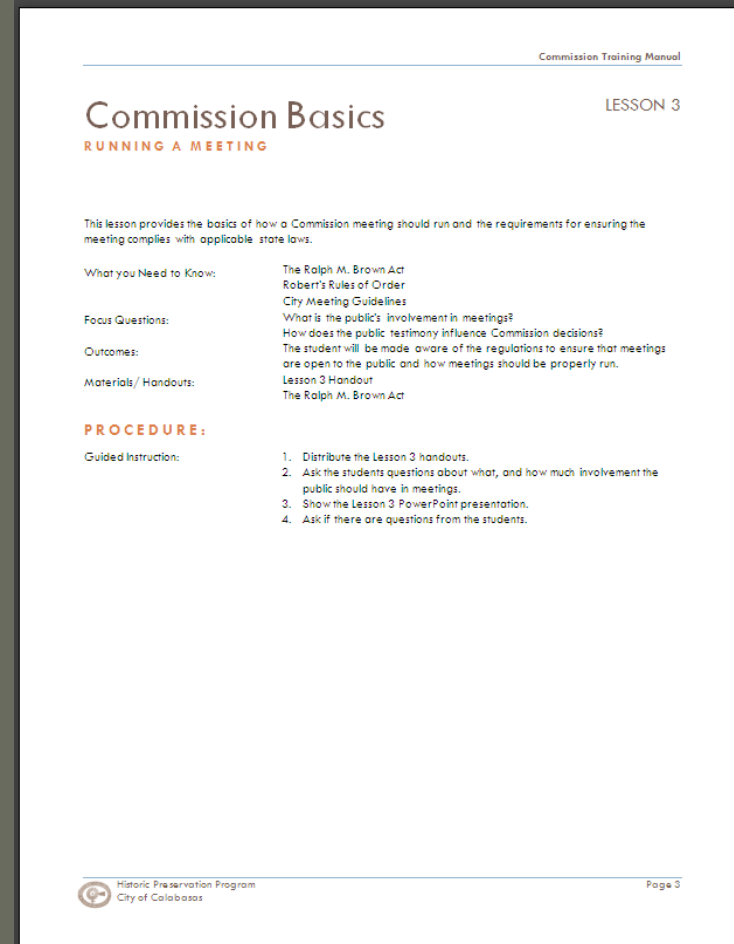 Commission Training Manual
Commission Basics
LESSON 3
RUNNING A MEETING
This lesson provides the basics of how a Commission meeting should run and the requirements for ensuring the
meeting complies with applicable state laws.
What you Need to Know:
The Ralph M. Brown Act
Robert's Rules of Order
City Meeting Guidelines
Focus Questions:
What is the public's involvement in meetings?
How does the public testimony influence Commission decisions?
Outcomes:
The student will be made aware of the regulations to ensure that meetings
are open to the public and how meetings should be properly run.
Materials/ Handouts:
Lesson 3 Handout
The Ralph M. Brown Act
PROCEDURE:
Guided Instruction:
1. Distribute the Lesson 3 handouts.
2. Ask the students questions about what, and how much involvement the
public should have in meetings.
3. Show the Lesson 3 PowerPoint presentation.
4. Ask if there are questions from the students.
Historic Preservation Program
City of Calabasas
Page 3